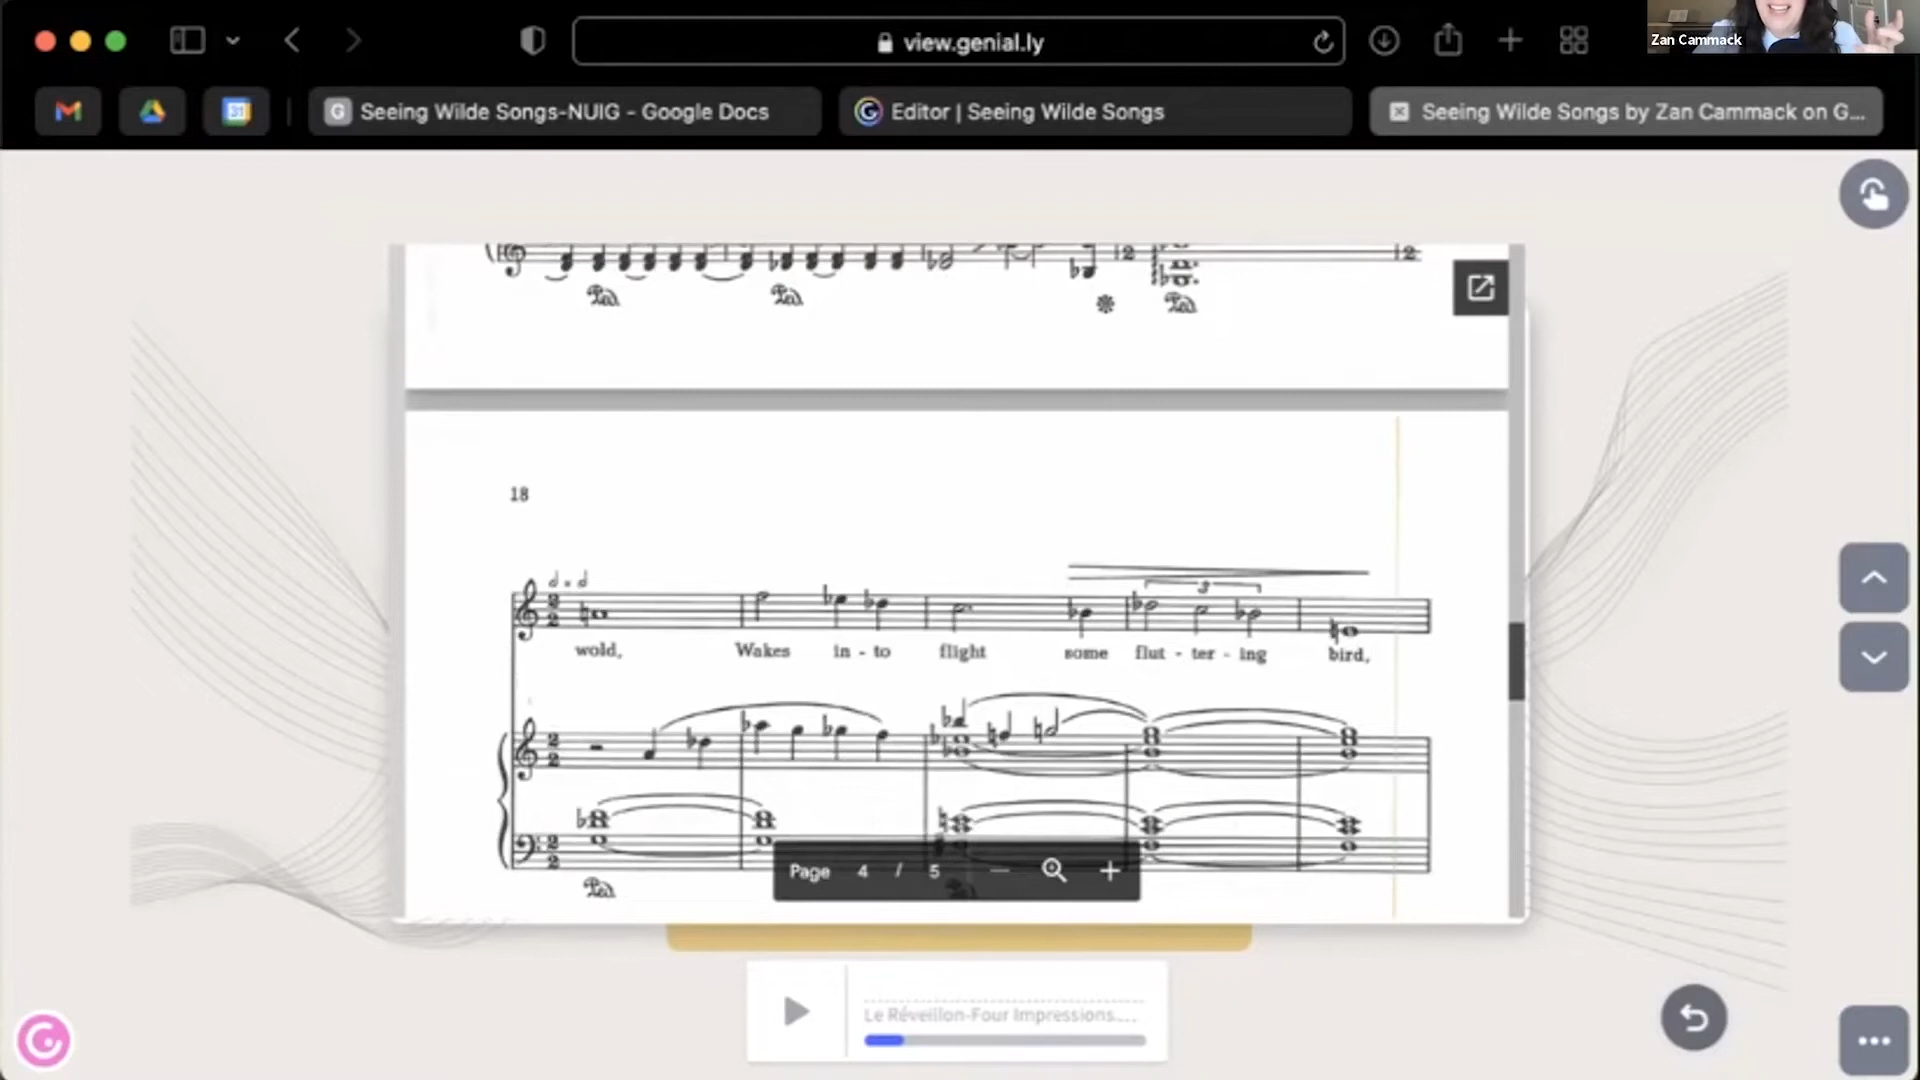 Zan Cammack
view.genial.ly
31
Seeing Wilde Songs-NUIG - Google Docs
Editor | Seeing Wilde Songs
Seeing Wilde Songs by Zan Cammack on G...
18
3
wold, Wakes in - to flight some flut - ter - ing bird,
Page 4 / 5
Le Réveillon-Four Impressions....